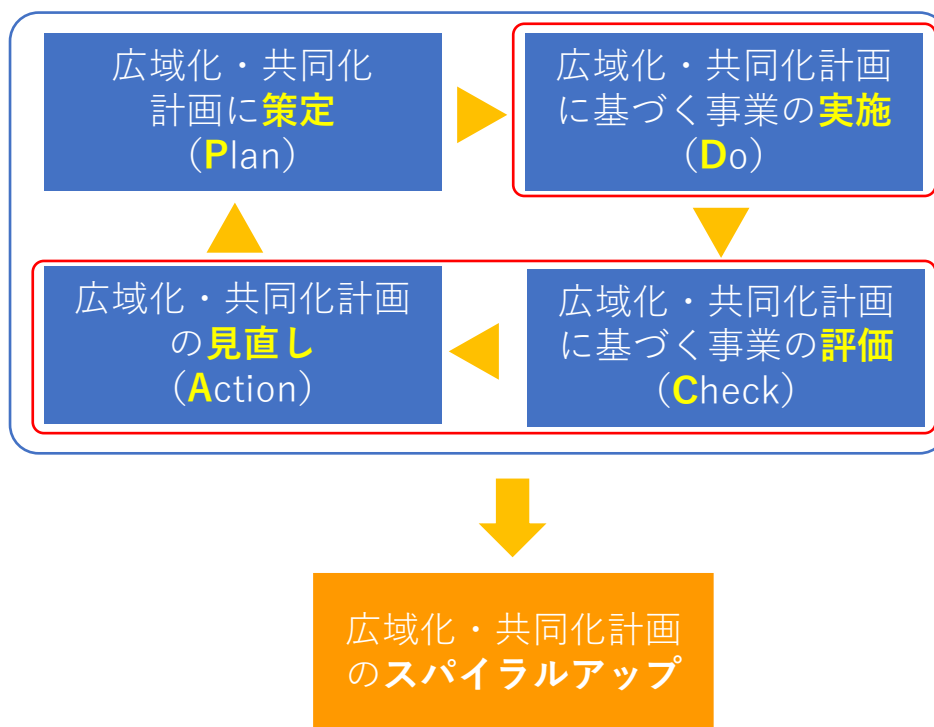 広域化・共同化
計画に策定
（Plan）
広域化・共同化計画
に基づく事業の実施
（Do）
広域化・共同化計画
の見直し
（Action）
広域化・共同化計画
に基づく事業の評価
（Check）
広域化・共同化計画
のスパイラルアップ